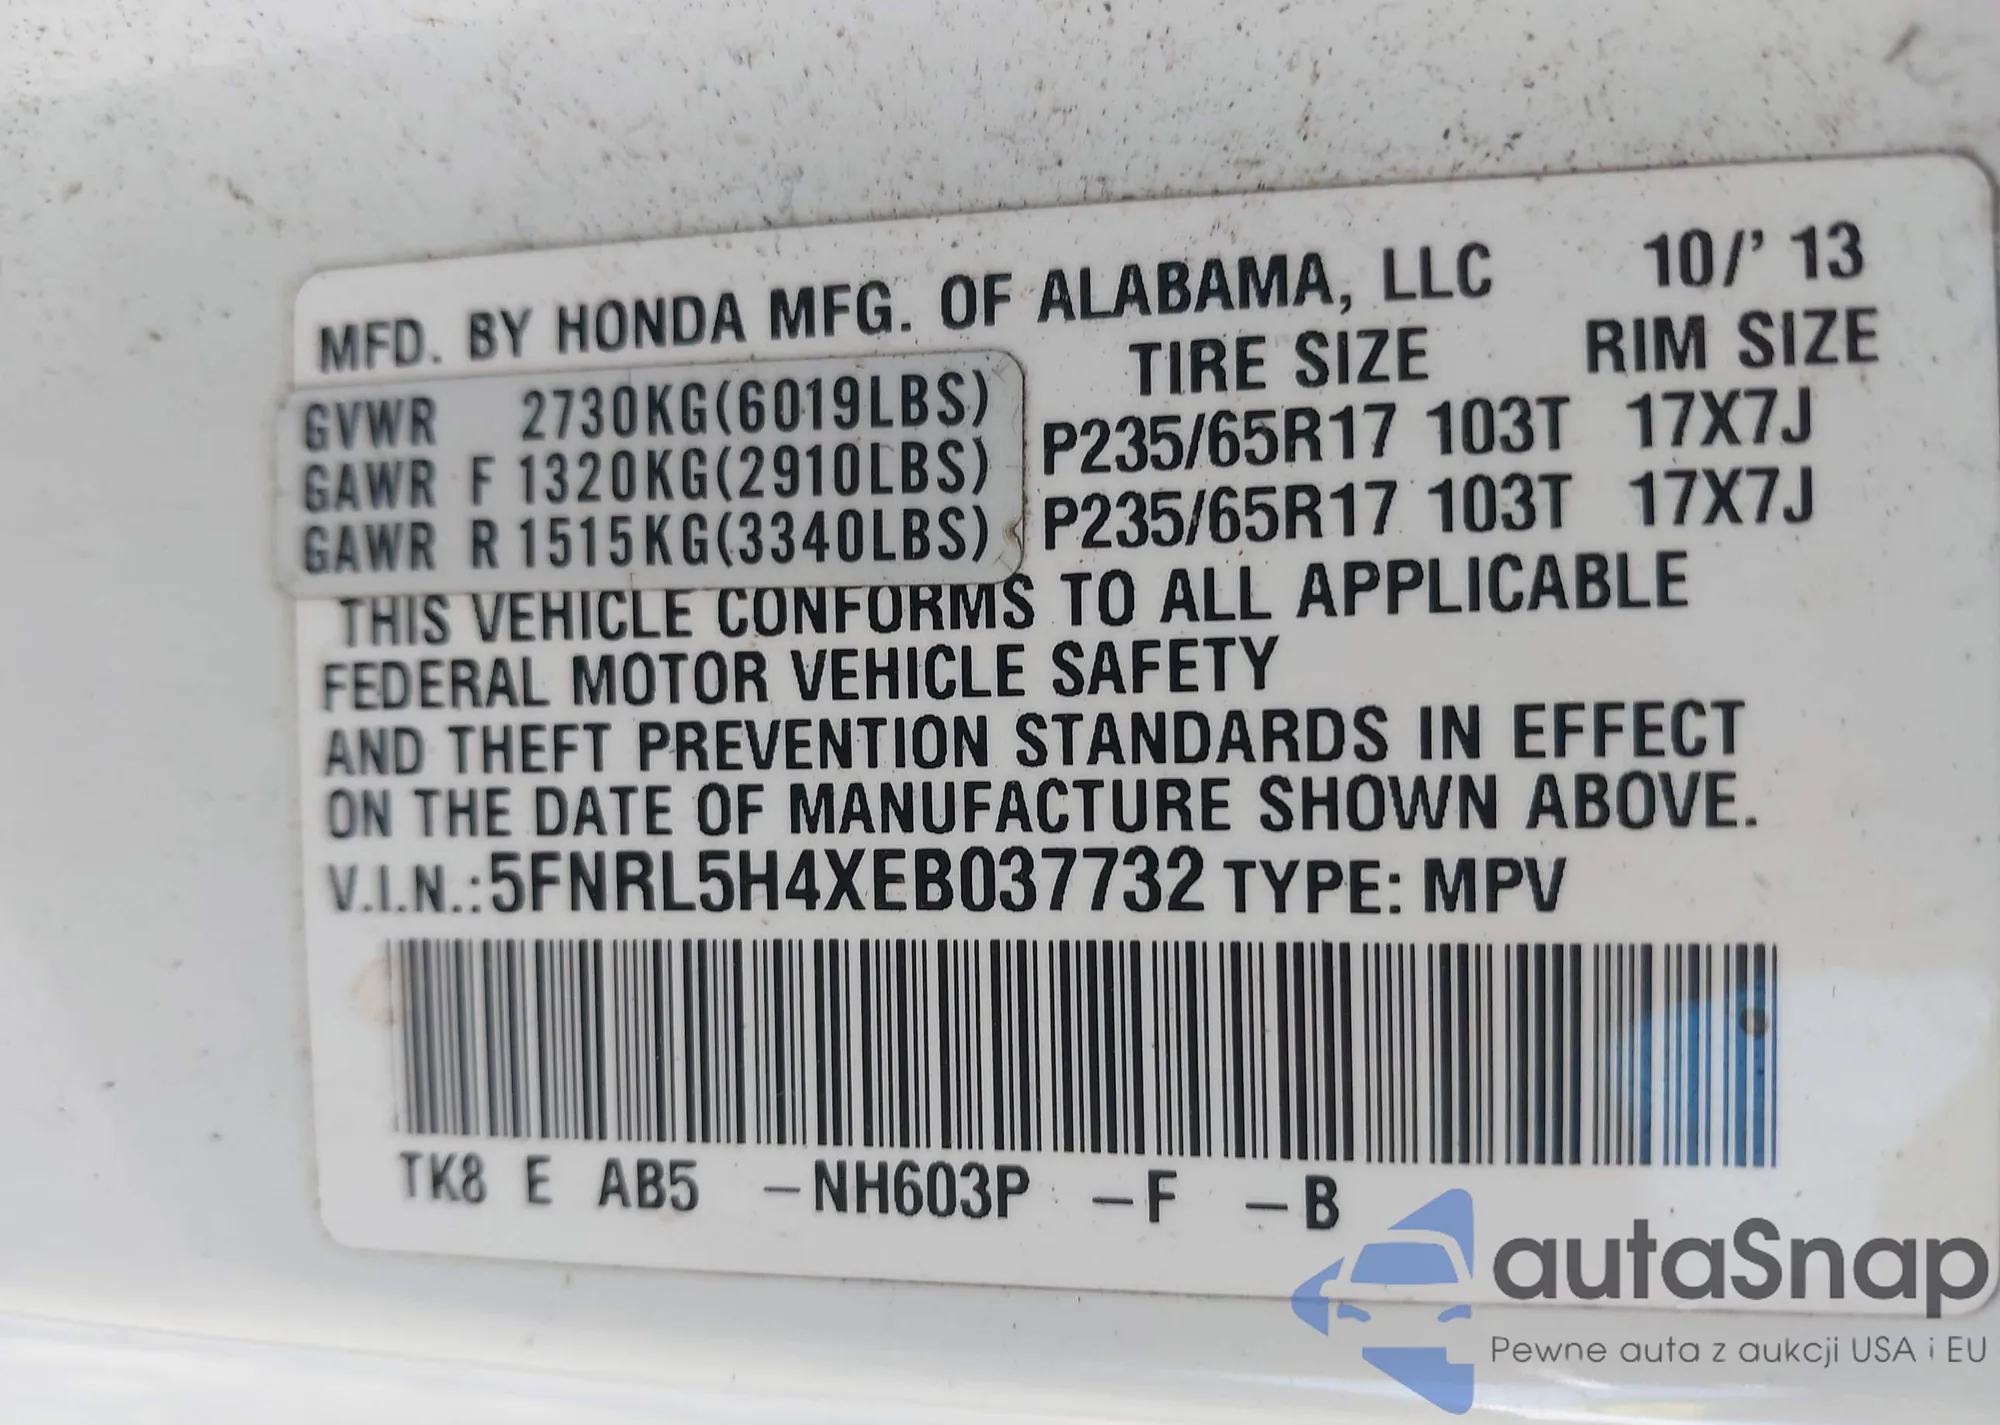 MFD. BY HONDA MFG. OF ALABAMA, LLC 10/' 13
TIRE SIZE RIM SIZE
GVWR 2730KG(6019LBS)
GAWR F 1320KG(2910LBS) P235/65R17 103T 17X7J
GAWR R 1515KG(3340LBS) P235/65R17 103T 17X7J
THIS VEHICLE CONFORMS TO ALL APPLICABLE
FEDERAL MOTOR VEHICLE SAFETY
AND THEFT PREVENTION STANDARDS IN EFFECT
ON THE DATE OF MANUFACTURE SHOWN ABOVE.
V.I.N.:5FNRL5H4XEB037732 TYPE: MPV
TK8 E AB5 –NH603P –F –B
autaSnap
Pewne auta z aukcji USA i EU